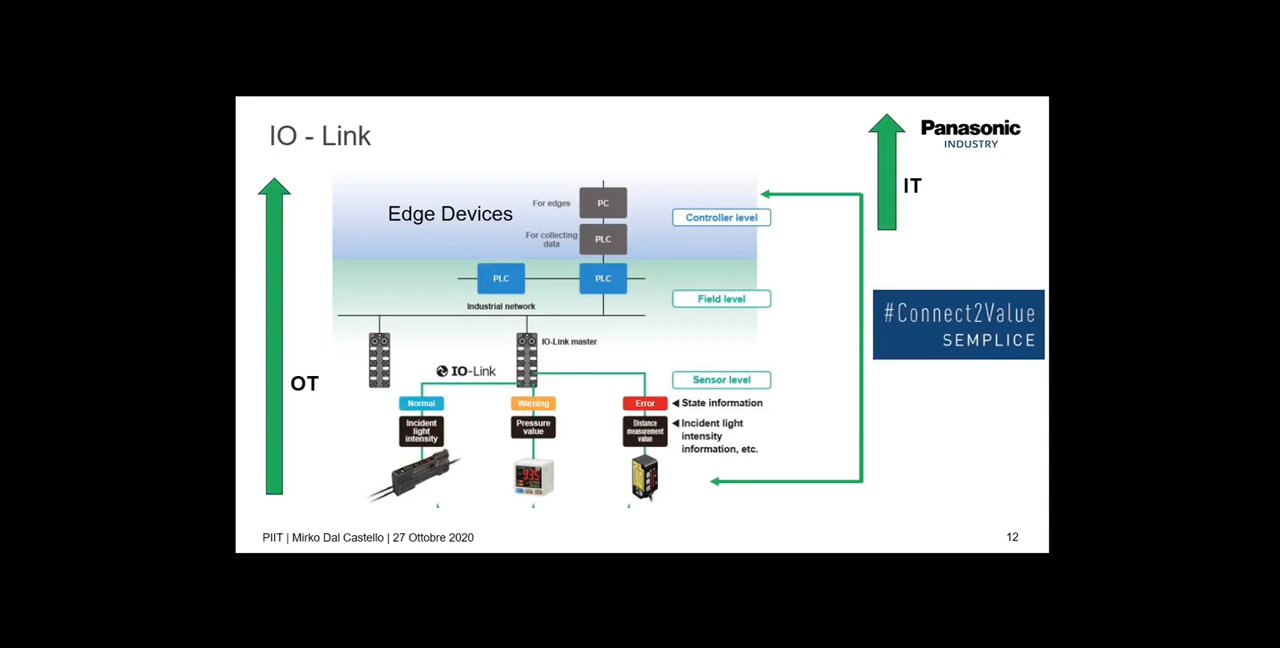 IO - Link
Panasonic
INDUSTRY
IT
Edge Devices
For edges
PC
Controller level
For collecting
data
PLC
PLC
PLC
Field level
Industrial network
#Connect2Value
SEMPLICE
IO-Link master
IO-Link
Sensor level
OT
Normal
Warning
Error
◀ State information
Incident
light
intensity
Pressure
value
Distance
measurement
value
◀ Incident light
intensity
information, etc.
935
PIIT | Mirko Dal Castello | 27 Ottobre 2020
12